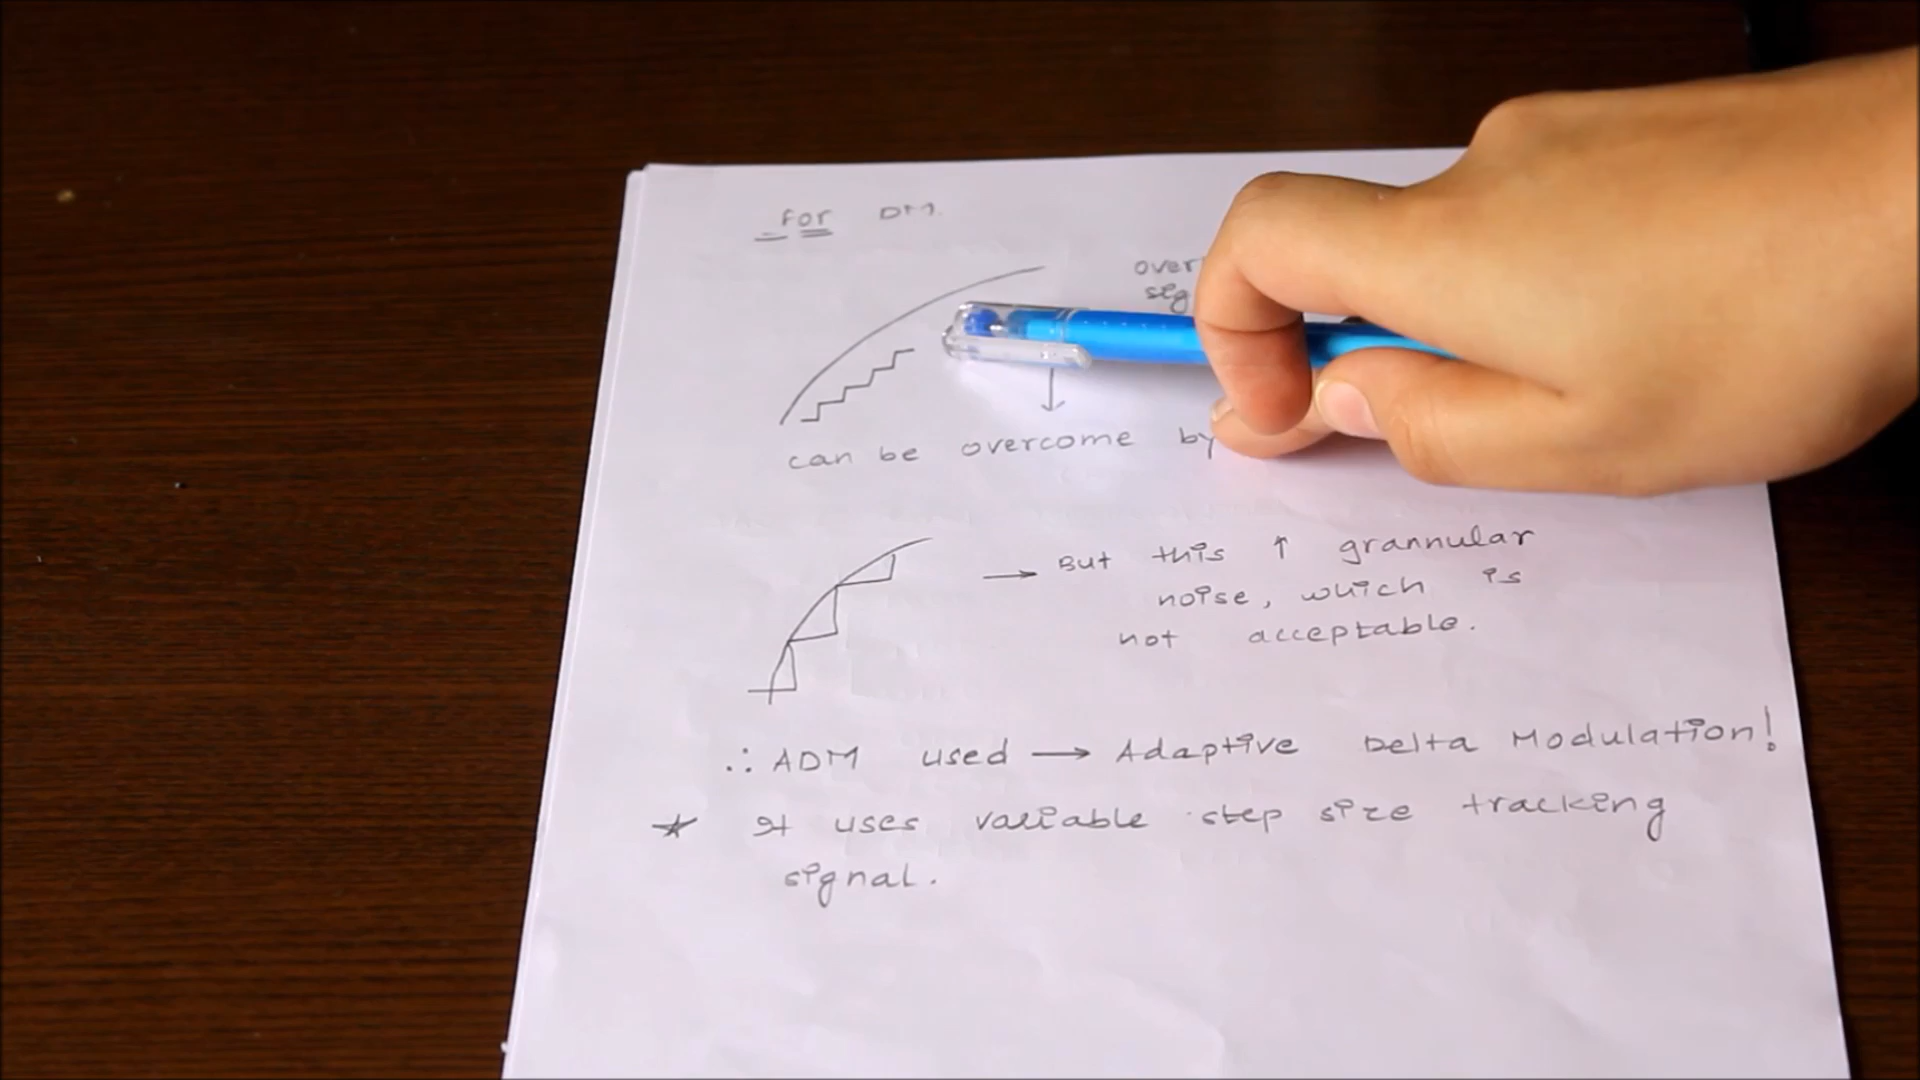 For DM.
can be overcome by
→ But this ↑ grannular
noise, which is
not acceptable.
∴ ADM used → Adaptive Delta Modulation!
★ It uses variable step size tracking
signal.